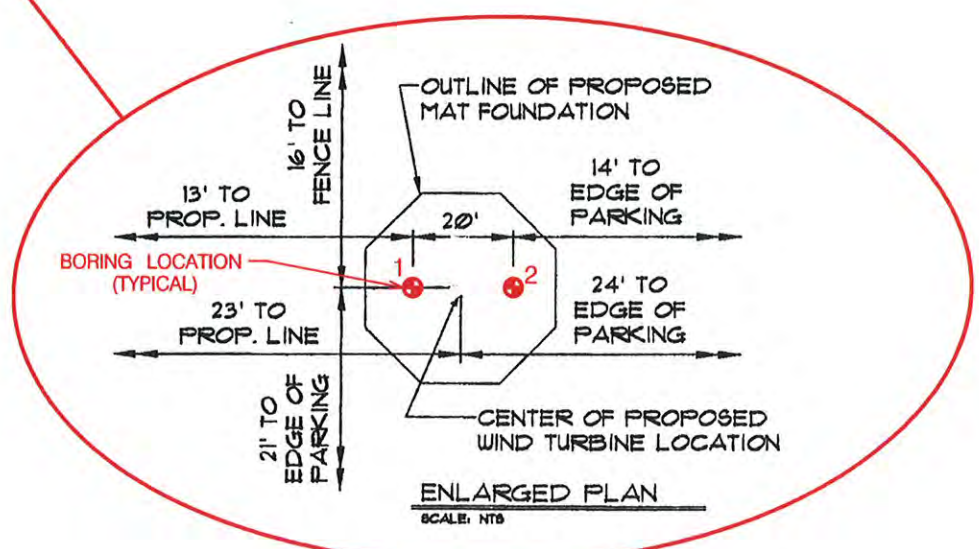 OUTLINE OF PROPOSED
MAT FOUNDATION
16' TO
FENCE LINE
13' TO
PROP. LINE
20'
14' TO
EDGE OF
PARKING
BORING LOCATION
(TYPICAL)
1
2
23' TO
PROP. LINE
24' TO
EDGE OF
PARKING
21' TO
EDGE OF
PARKING
CENTER OF PROPOSED
WIND TURBINE LOCATION
ENLARGED PLAN
SCALE: NTS